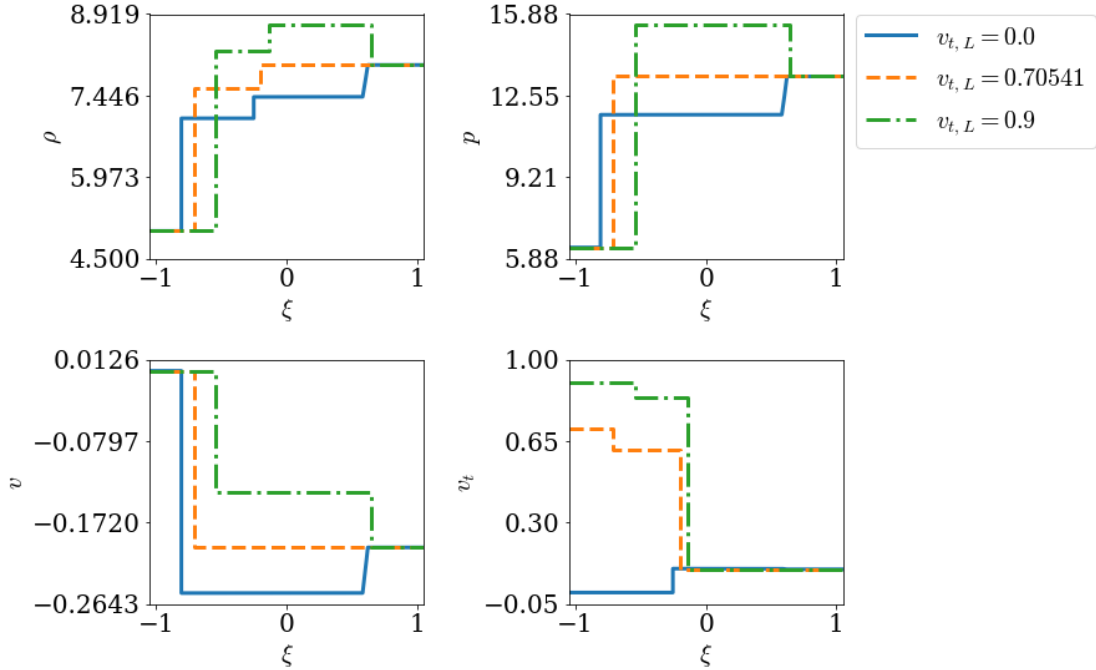 8.919
7.446
5.973
4.500
ρ
−1 0 1
ξ
15.88
12.55
9.21
5.88
p
−1 0 1
ξ
v_{t, L} = 0.0
v_{t, L} = 0.70541
v_{t, L} = 0.9
0.0126
−0.0797
−0.1720
−0.2643
v
−1 0 1
ξ
1.00
0.65
0.30
−0.05
v_t
−1 0 1
ξ